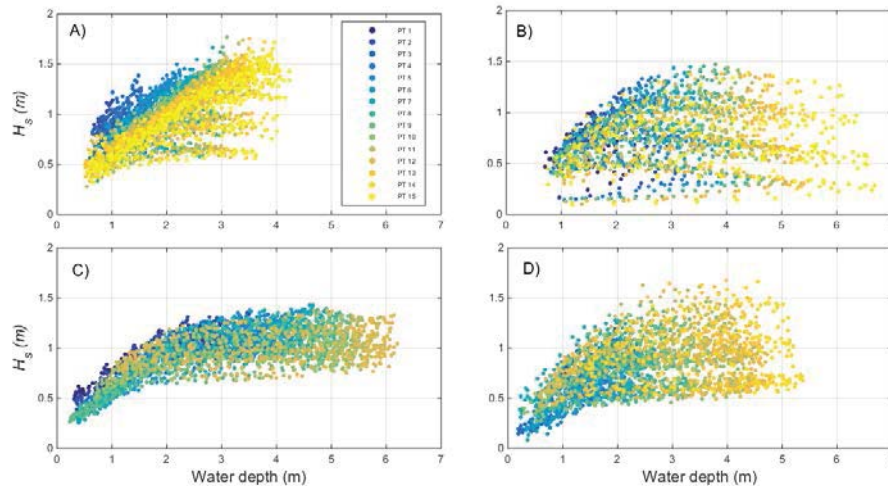 A)
PT 1
PT 2
PT 3
PT 4
PT 5
PT 6
PT 7
PT 8
PT 9
PT 10
PT 11
PT 12
PT 13
PT 14
PT 15
2
1.5
1
0.5
0
Hs (m)
0 1 2 3 4 5 6 7
B)
2
1.5
1
0.5
0
Hs (m)
0 1 2 3 4 5 6
C)
2
1.5
1
0.5
0
Hs (m)
0 1 2 3 4 5 6 7
Water depth (m)
D)
2
1.5
1
0.5
0
Hs (m)
0 1 2 3 4 5 6
Water depth (m)